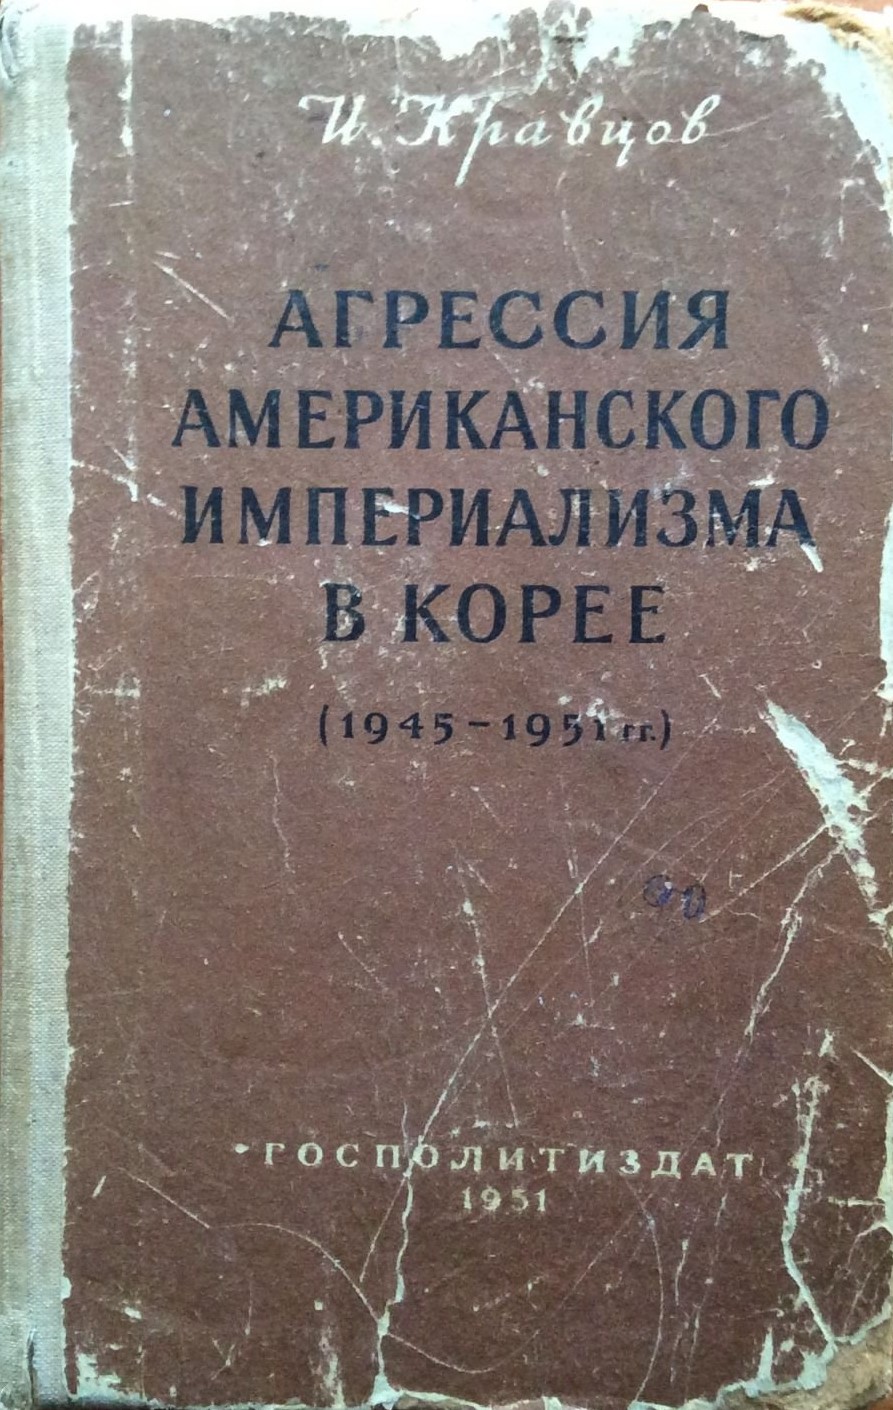 И. Кравцов
АГРЕССИЯ
АМЕРИКАНСКОГО
ИМПЕРИАЛИЗМА
В КОРЕЕ
(1945–1951 гг.)
ГОСПОЛИТИЗДАТ
1951